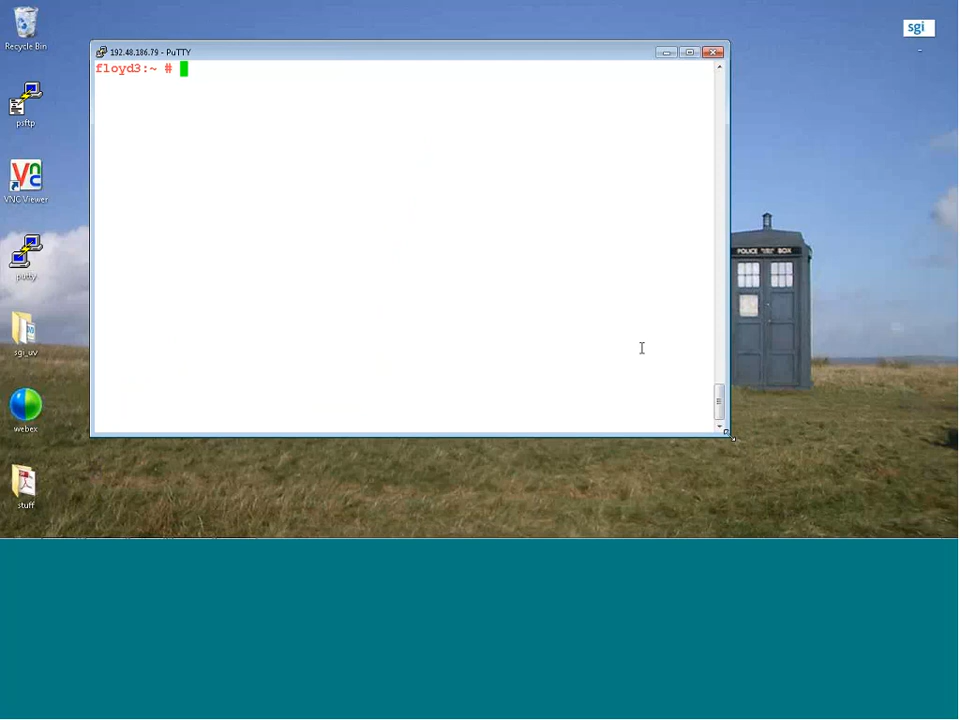 Recycle Bin
psftp
VNC Viewer
putty
sgi_uv
webex
stuff
192.48.186.79 - PuTTY
floyd3:~ #
sgi
POLICE BOX